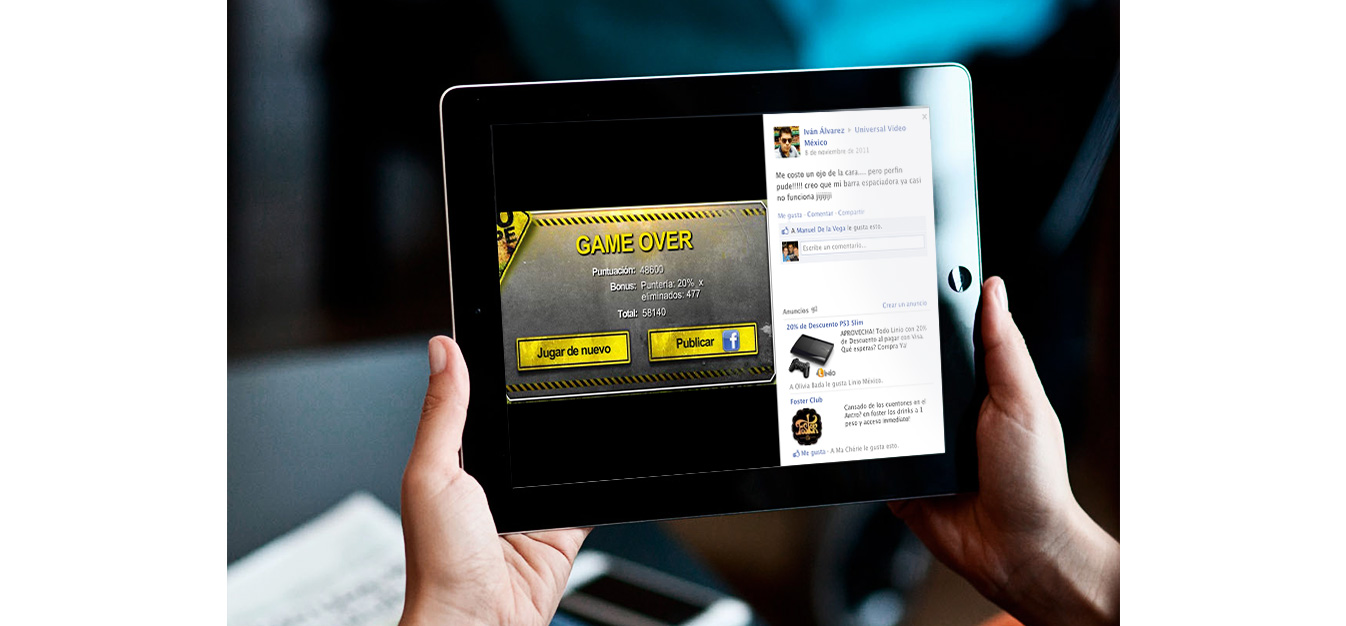 GAME OVER
Puntuación: 48600
Bonus: Puntería: 20% x
eliminados: 477
Total: 58140
Jugar de nuevo
Publicar f
Iván Álvarez Universal Video
México
5 de noviembre de 2011
Me costo un ojo de la cara.... pero porfin
pude!!!!! creo que mi barra espaciadora ya casi
no funciona jijijiji
Me gusta · Comentar · Compartir
A Manuel De la Vega le gusta esto.
Escribe un comentario...
Anuncios
Crear un anuncio
20% de Descuento PS3 Slim
APROVECHA! Todo Linio con 20%
de Descuento al pagar con Visa.
Qué esperas? Compra Ya!
A Olivia Ilada le gusta Linio México.
Foster Club
Cansado de los cuentones en el
Antro? en foster los drinks a 1
peso y acceso inmediato!
Me gusta · A Ma Chérie le gusta esto.